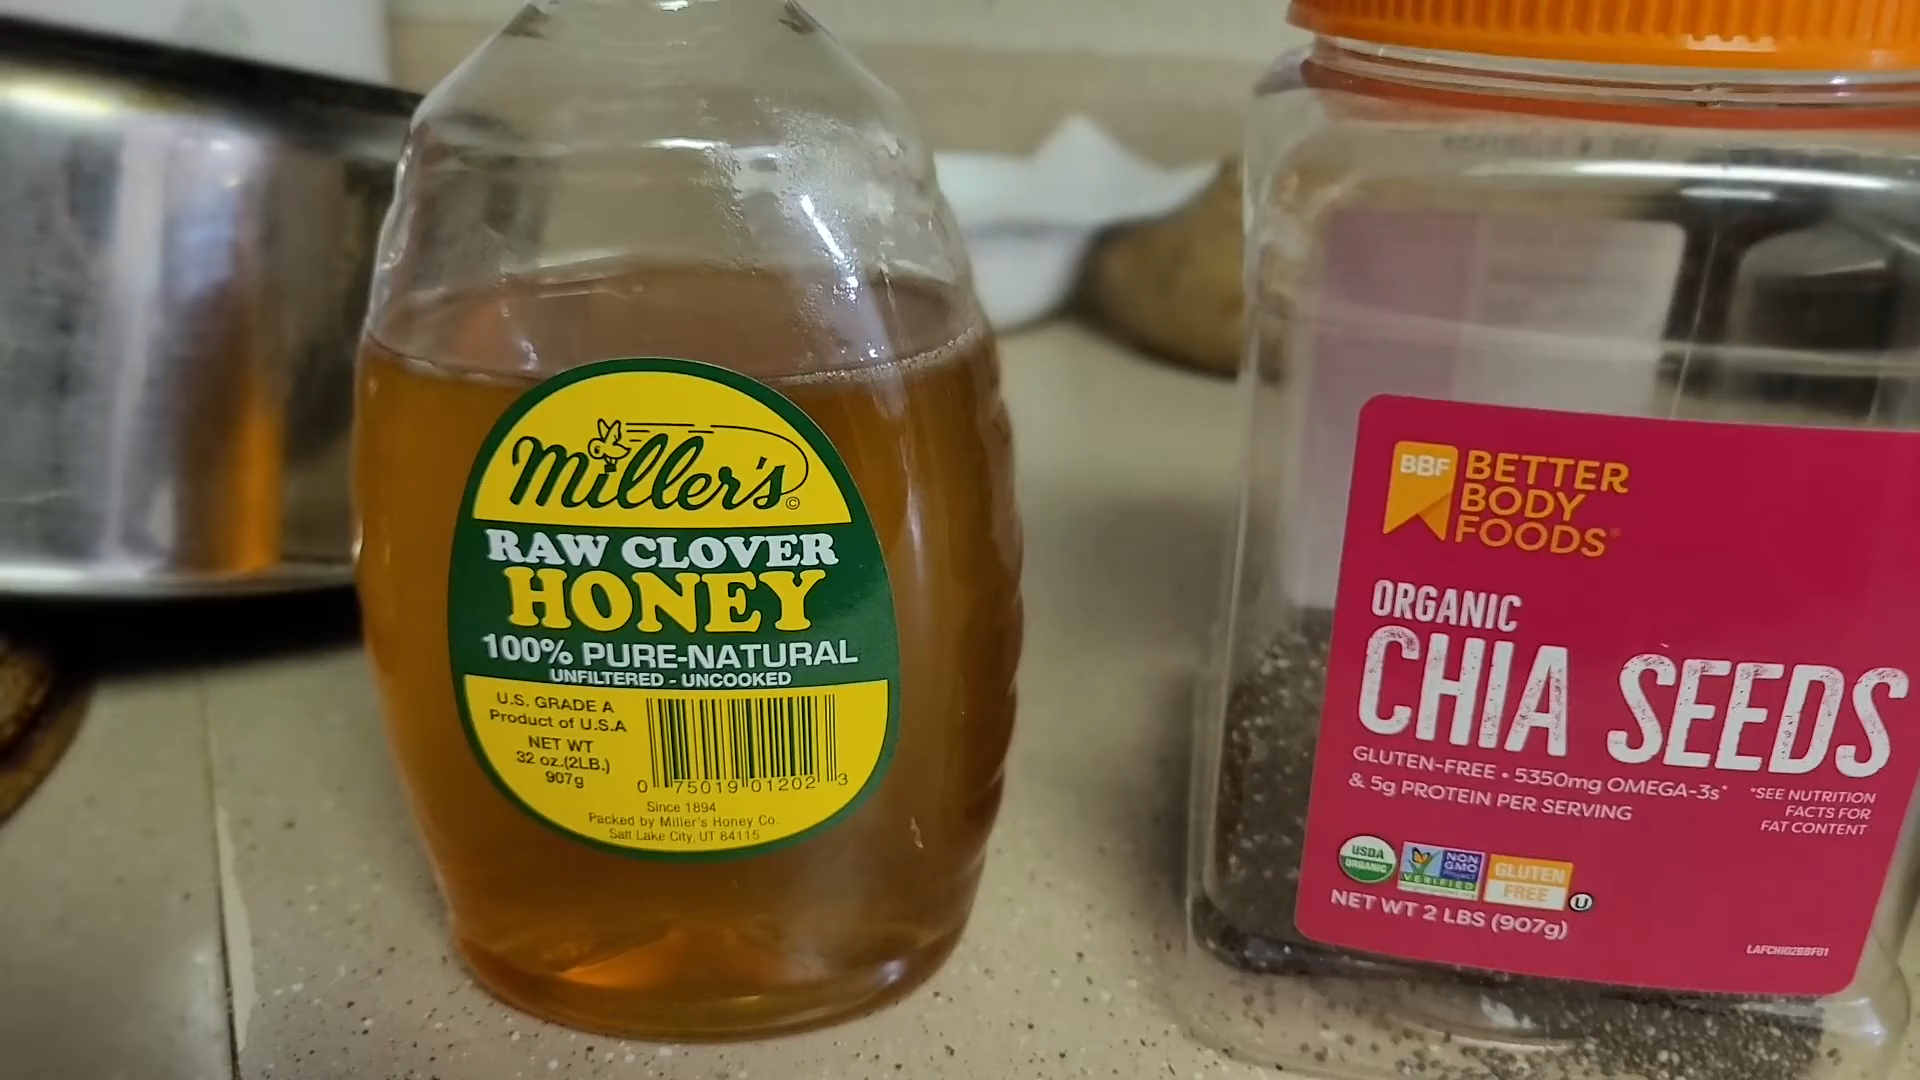 Miller's©
RAW CLOVER
HONEY
100% PURE-NATURAL
UNFILTERED - UNCOOKED
U.S. GRADE A
Product of U.S.A
NET WT
32 oz.(2LB.)
907g
0 75019 01202 3
Since 1894
Packed by Miller's Honey Co.
Salt Lake City, UT 84115
BBF
BETTER
BODY
FOODS®
ORGANIC
CHIA SEEDS
GLUTEN-FREE • 5350mg OMEGA-3s*
& 5g PROTEIN PER SERVING
*SEE NUTRITION
FACTS FOR
FAT CONTENT
USDA
ORGANIC
NON
GMO
Project
VERIFIED
GLUTEN
FREE
U
NET WT 2 LBS (907g)
LAFCHI02BBF01